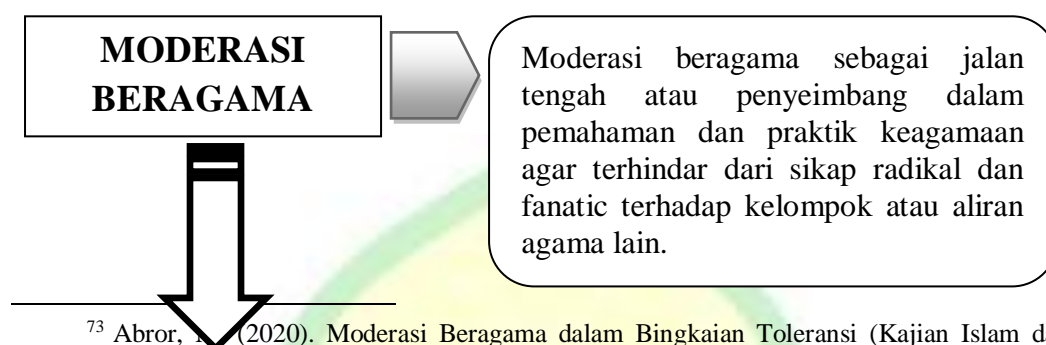 MODERASI
BERAGAMA
Moderasi beragama sebagai jalan
tengah atau penyeimbang dalam
pemahaman dan praktik keagamaan
agar terhindar dari sikap radikal dan
fanatic terhadap kelompok atau aliran
agama lain.
73 Abror, (2020). Moderasi Beragama dalam Bingkaian Toleransi (Kajian Islam